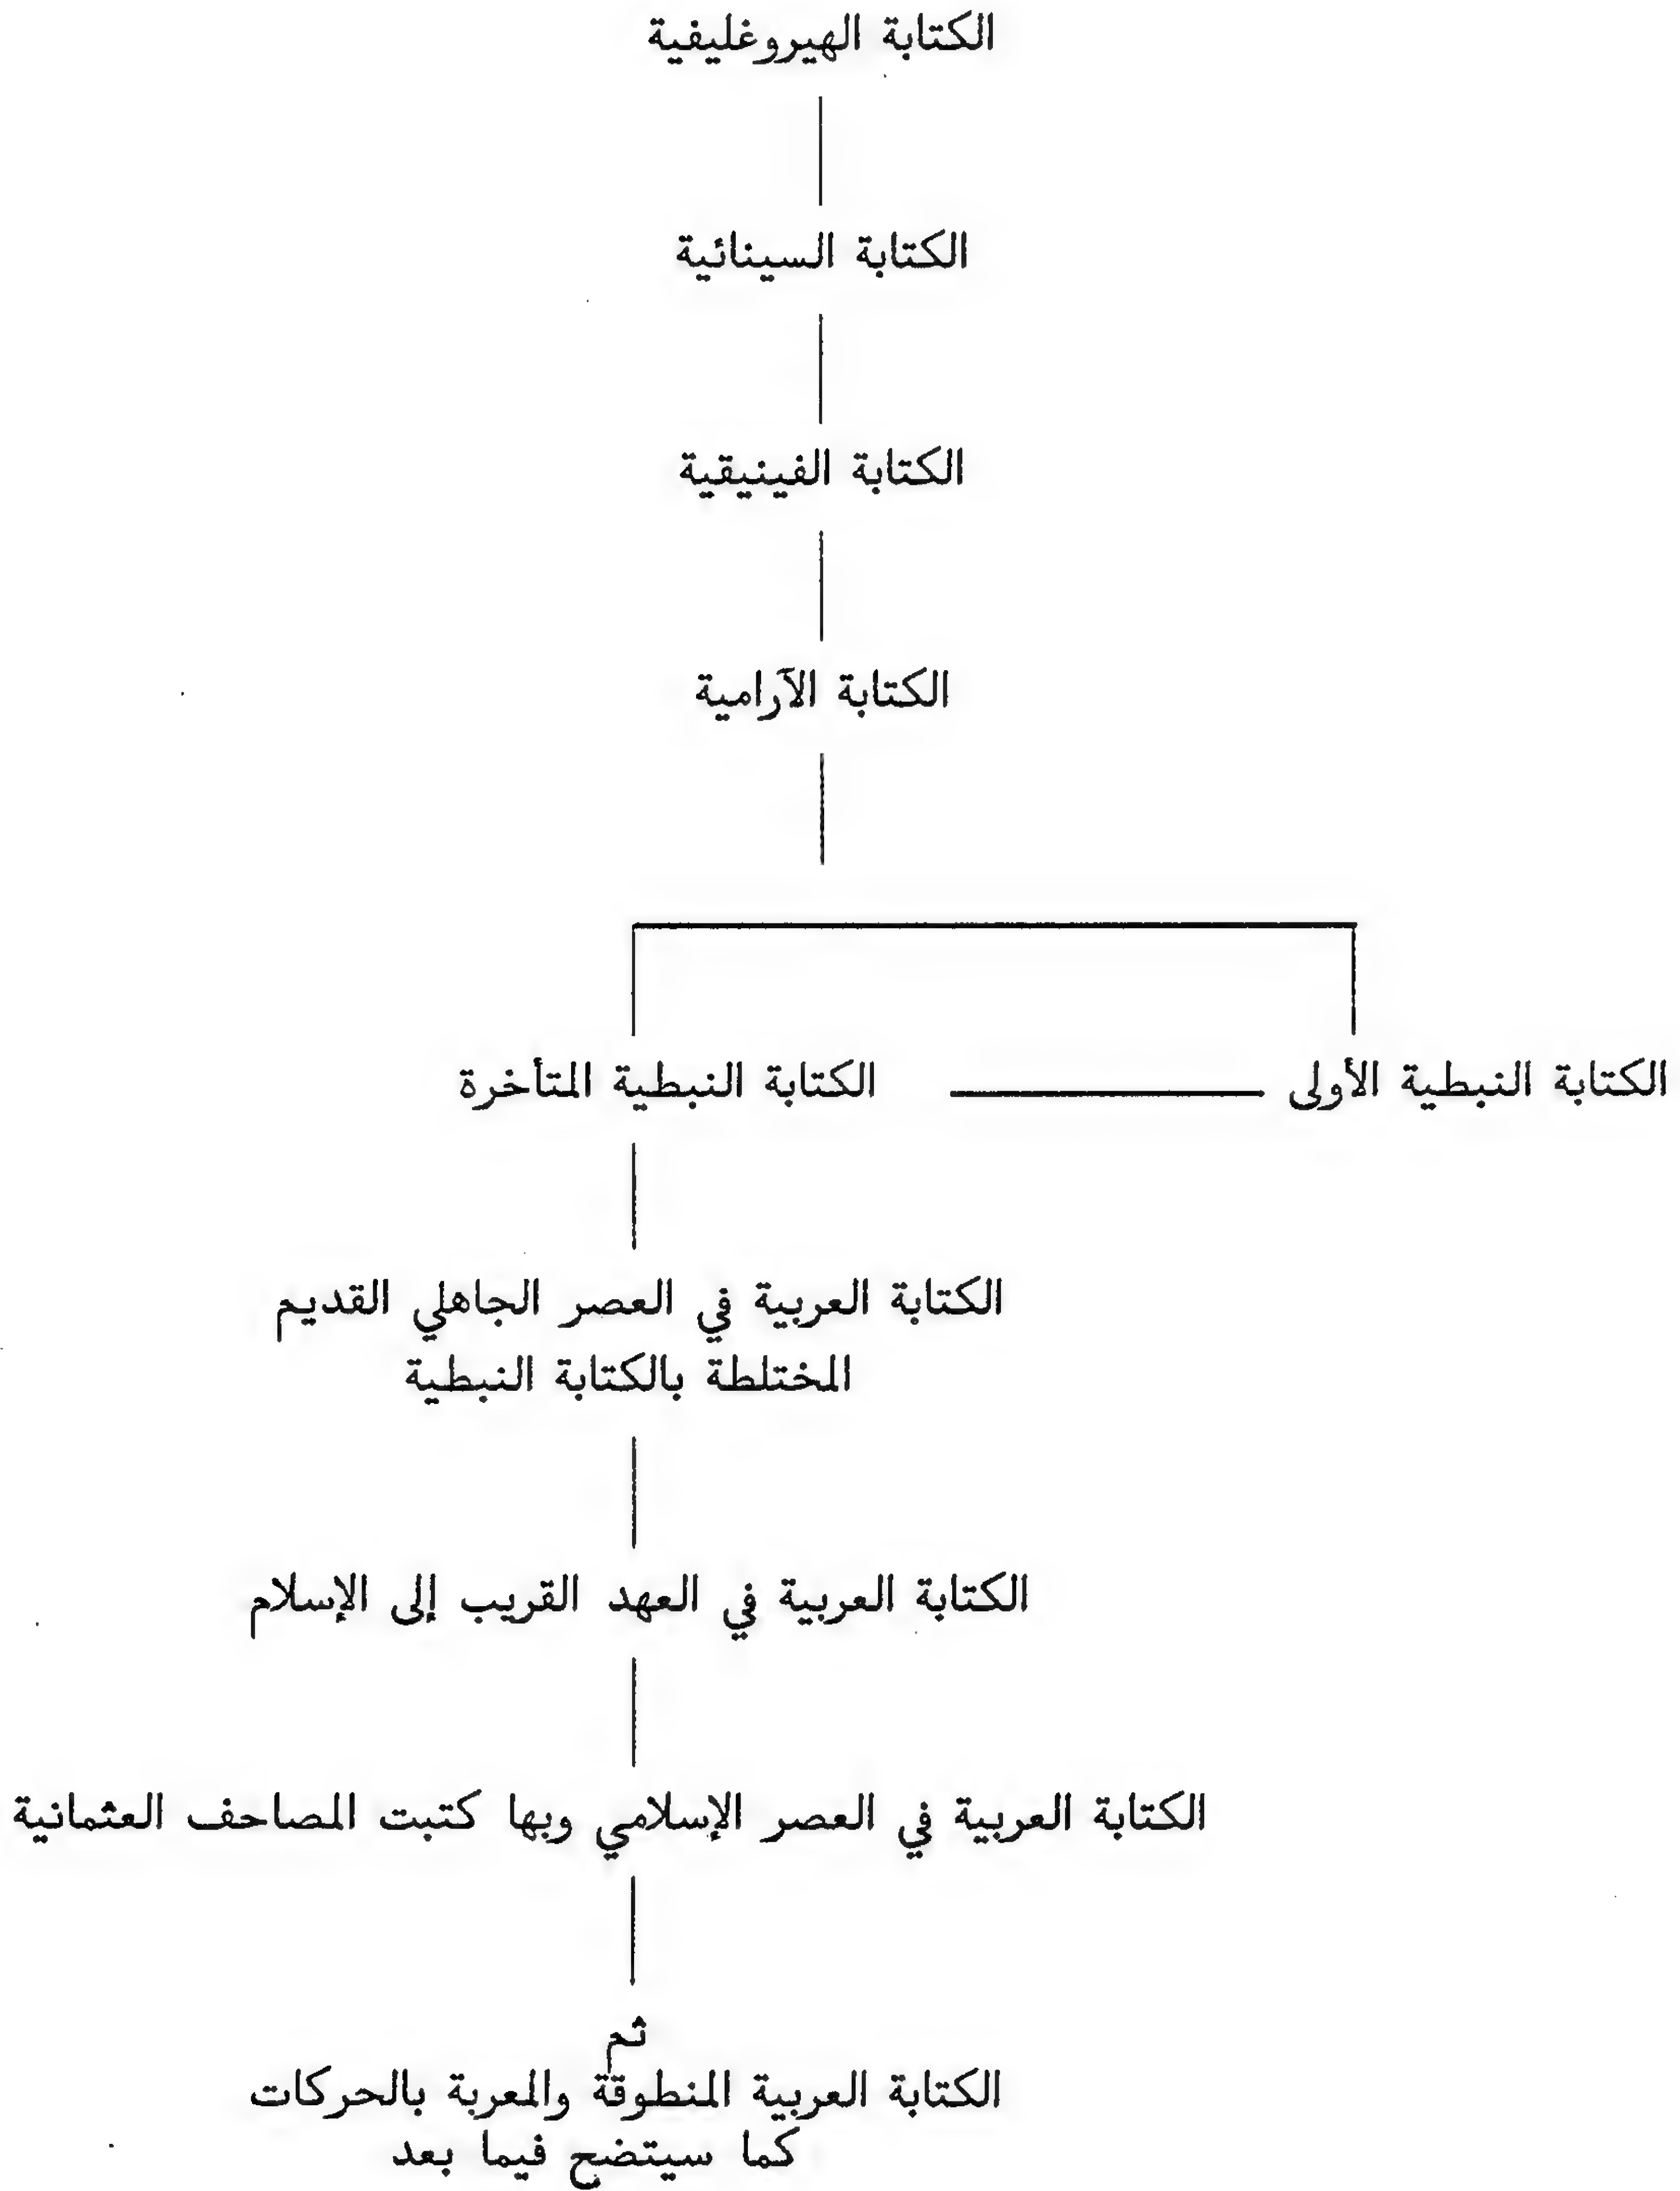 الكتابة الهيروغليفية
الكتابة السينائية
الكتابة الفينيقية
الكتابة الآرامية
الكتابة النبطية الأولى
الكتابة النبطية المتأخرة
الكتابة العربية في العصر الجاهلي القديم
المختلطة بالكتابة النبطية
الكتابة العربية في العهد القريب إلى الإسلام
الكتابة العربية في العصر الإسلامي وبها كتبت المصاحف العثمانية
ثم
الكتابة العربية المنطوقة والمعربة بالحركات
كما سيتضح فيما بعد